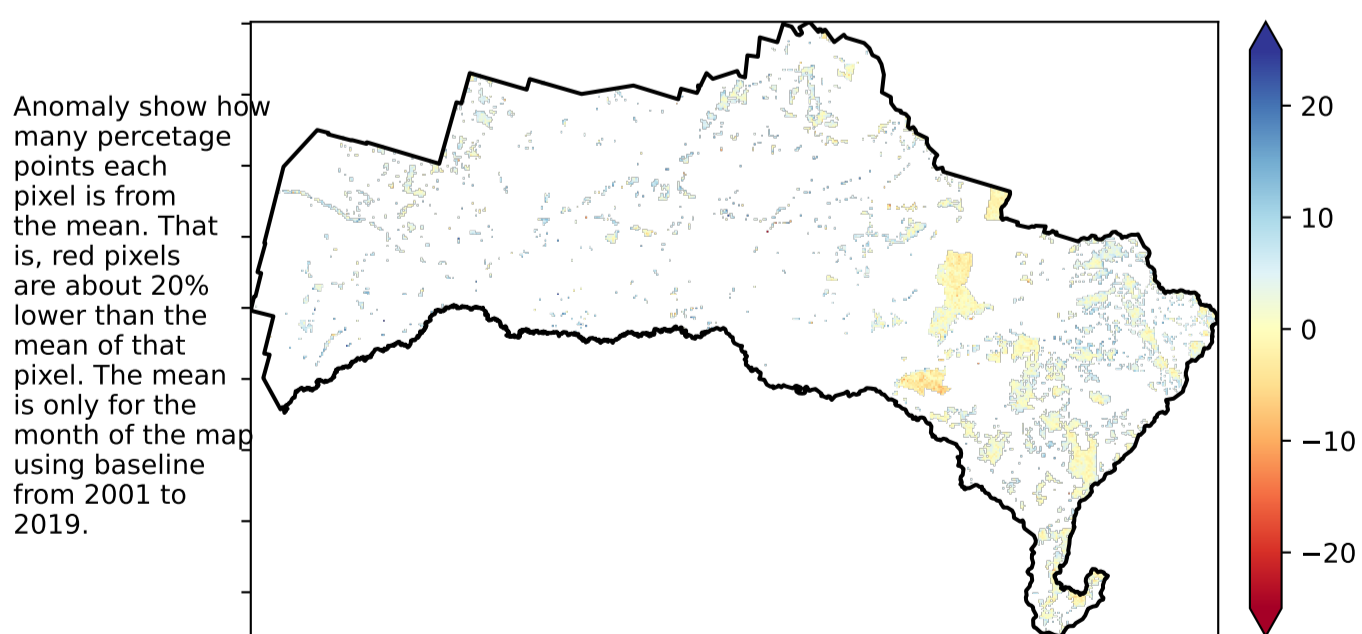 Anomaly show how
many percetage
points each
pixel is from
the mean. That
is, red pixels
are about 20%
lower than the
mean of that
pixel. The mean
is only for the
month of the map
using baseline
from 2001 to
2019.
20
10
0
−10
−20